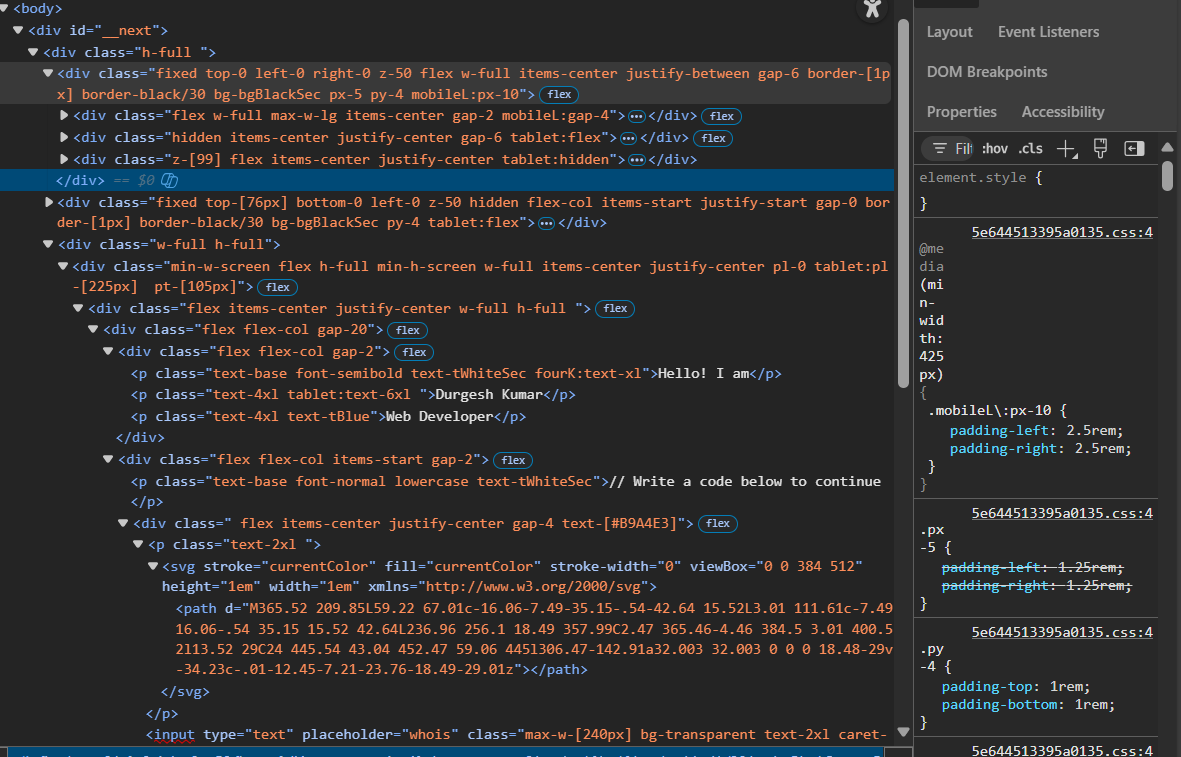 <body>
<div id="__next">
<div class="h-full ">
<div class="fixed top-0 left-0 right-0 z-50 flex w-full items-center justify-between gap-6 border-[1p
x] border-black/30 bg-bgBlackSec px-5 py-4 mobileL:px-10"> flex
<div class="flex w-full max-w-lg items-center gap-2 mobileL:gap-4">…</div> flex
<div class="hidden items-center justify-center gap-6 tablet:flex">…</div> flex
<div class="z-[99] flex items-center justify-center tablet:hidden">…</div>
</div> == $0
<div class="fixed top-[76px] bottom-0 left-0 z-50 hidden flex-col items-start justify-start gap-0 bor
der-[1px] border-black/30 bg-bgBlackSec py-4 tablet:flex">…</div>
<div class="w-full h-full">
<div class="min-w-screen flex h-full min-h-screen w-full items-center justify-center pl-0 tablet:pl
-[225px]  pt-[105px]"> flex
<div class="flex items-center justify-center w-full h-full "> flex
<div class="flex flex-col gap-20"> flex
<div class="flex flex-col gap-2"> flex
<p class="text-base font-semibold text-tWhiteSec fourK:text-xl">Hello! I am</p>
<p class="text-4xl tablet:text-6xl ">Durgesh Kumar</p>
<p class="text-4xl text-tBlue">Web Developer</p>
</div>
<div class="flex flex-col items-start gap-2"> flex
<p class="text-base font-normal lowercase text-tWhiteSec">// Write a code below to continue
</p>
<div class=" flex items-center justify-center gap-4 text-[#B9A4E3]"> flex
<p class="text-2xl ">
<svg stroke="currentColor" fill="currentColor" stroke-width="0" viewBox="0 0 384 512"
height="1em" width="1em" xmlns="http://www.w3.org/2000/svg">
<path d="M365.52 209.85L59.22 67.01c-16.06-7.49-35.15-.54-42.64 15.52L3.01 111.61c-7.49
16.06-.54 35.15 15.52 42.64L236.96 256.1 18.49 357.99C2.47 365.46-4.46 384.5 3.01 400.5
2l13.52 29C24 445.54 43.04 452.47 59.06 445l306.47-142.91a32.003 32.003 0 0 0 18.48-29v
-34.23c-.01-12.45-7.21-23.76-18.49-29.01z"></path>
</svg>
</p>
<input type="text" placeholder="whois" class="max-w-[240px] bg-transparent text-2xl caret-
Layout Event Listeners
DOM Breakpoints
Properties Accessibility
Filt :hov .cls
element.style {
}
5e644513395a0135.css:4
@me
dia
(mi
n-
wid
th:
425
px)
{
.mobileL\:px-10 {
padding-left: 2.5rem;
padding-right: 2.5rem;
}
}
5e644513395a0135.css:4
.px
-5 {
padding-left: 1.25rem;
padding-right: 1.25rem;
}
5e644513395a0135.css:4
.py
-4 {
padding-top: 1rem;
padding-bottom: 1rem;
}
5e644513395a0135.css:4